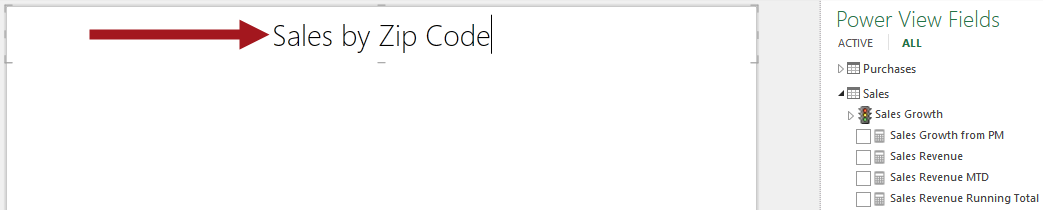 Sales by Zip Code
Power View Fields
ACTIVE ALL
Purchases
Sales
Sales Growth
Sales Growth from PM
Sales Revenue
Sales Revenue MTD
Sales Revenue Running Total